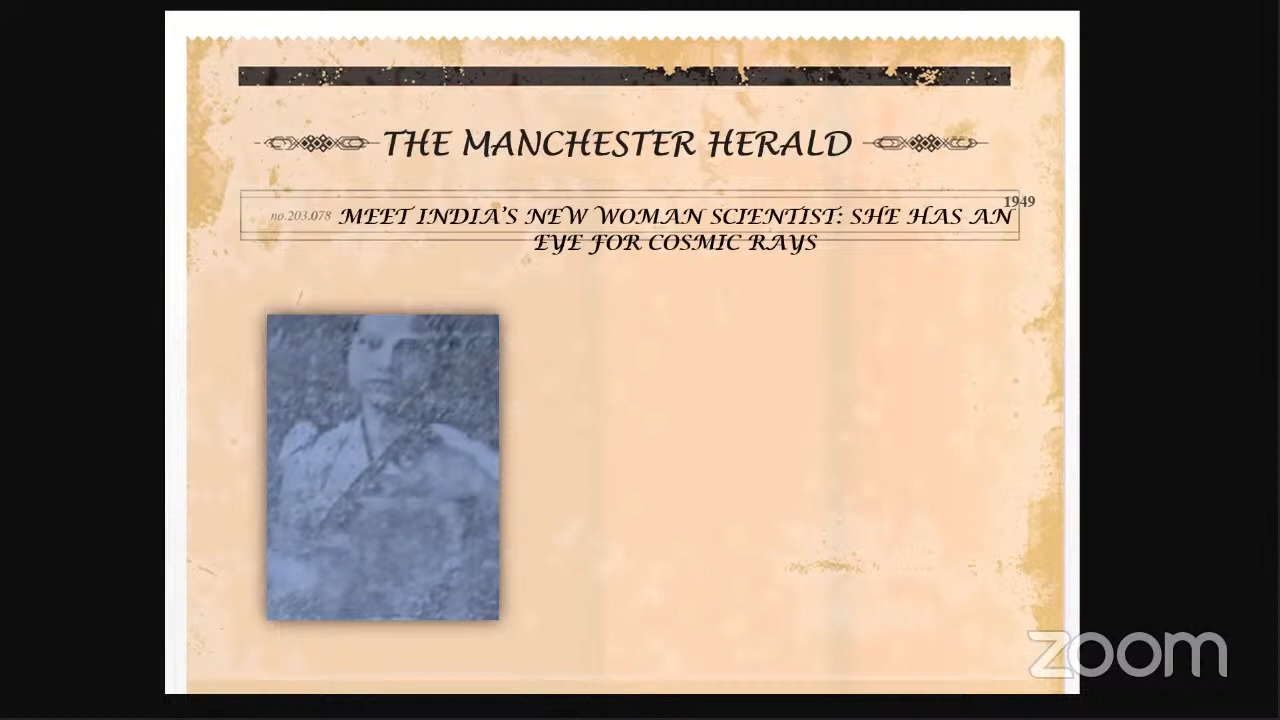 THE MANCHESTER HERALD
1949
no.203.078 MEET INDIA'S NEW WOMAN SCIENTIST: SHE HAS AN
EYE FOR COSMIC RAYS
zoom